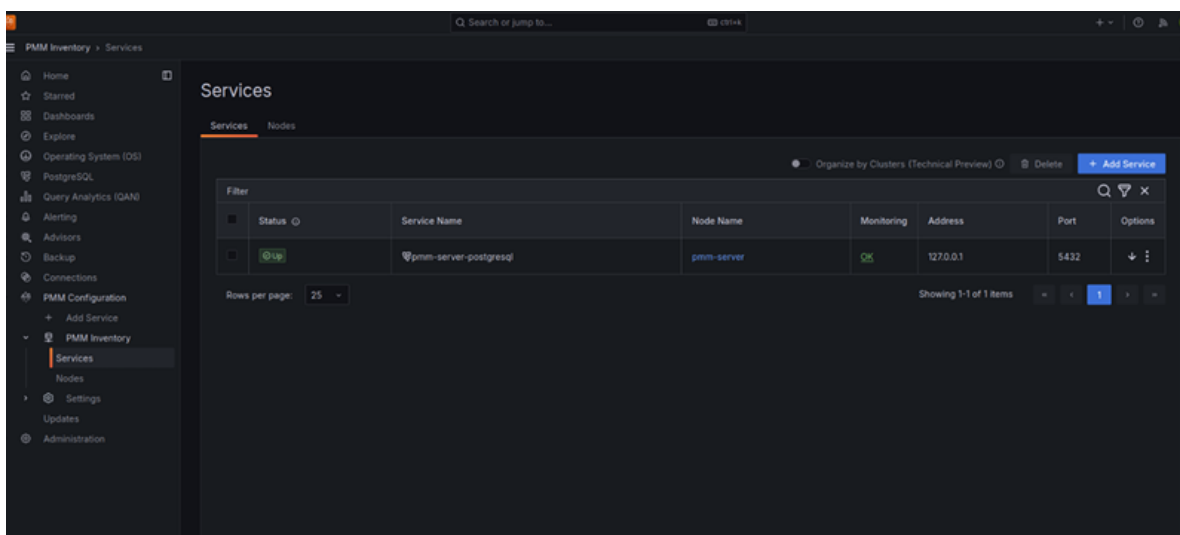 Search or jump to... ctrl+k
PMM Inventory › Services
Home
Starred
Dashboards
Explore
Operating System (OS)
PostgreSQL
Query Analytics (QAN)
Alerting
Advisors
Backup
Connections
PMM Configuration
+ Add Service
PMM Inventory
Services
Nodes
Settings
Updates
Administration
Services
Services Nodes
Organize by Clusters (Technical Preview) Delete + Add Service
Filter
Status Service Name Node Name Monitoring Address Port Options
Up pmm-server-postgresql pmm-server OK 127.0.0.1 5432
Rows per page: 25 Showing 1-1 of 1 items « ‹ 1 › »